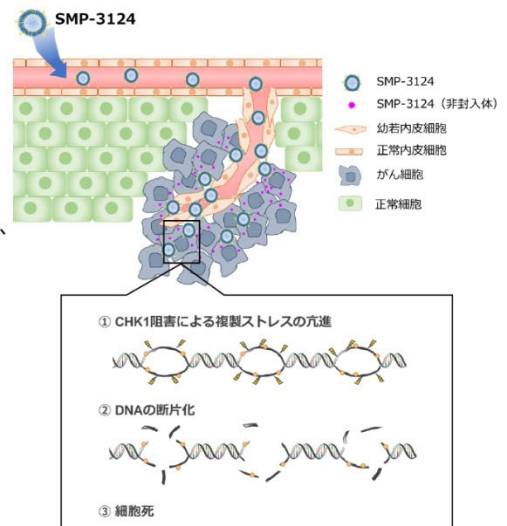 SMP-3124
SMP-3124
SMP-3124（非封入体）
幼若内皮細胞
正常内皮細胞
がん細胞
正常細胞
、
① CHK1阻害による複製ストレスの亢進
② DNAの断片化
③ 細胞死